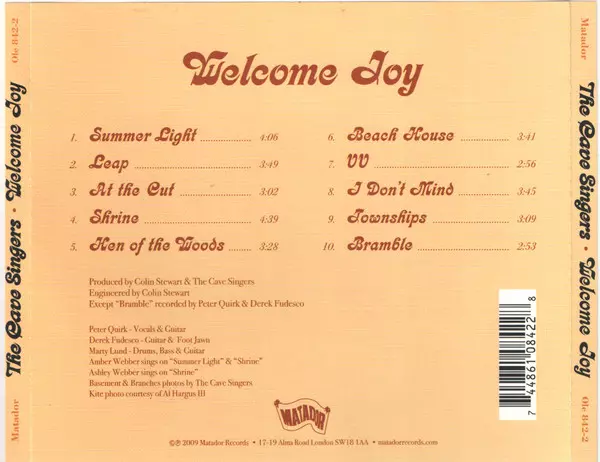 Matador
Ole 842-2
The Cave Singers • Welcome Joy
Welcome Joy
1. Summer Light 4:06
2. Leap 3:49
3. At the Cut 3:02
4. Shrine 4:39
5. Hen of the Woods 3:28
6. Beach House 3:41
7. VV 2:56
8. I Don't Mind 3:45
9. Townships 3:09
10. Bramble 2:53
Produced by Colin Stewart & The Cave Singers
Engineered by Colin Stewart
Except "Bramble" recorded by Peter Quirk & Derek Fudesco
Peter Quirk - Vocals & Guitar
Derek Fudesco - Guitar & Foot Jawn
Marty Lund - Drums, Bass & Guitar
Amber Webber sings on "Summer Light" & "Shrine"
Ashley Webber sings on "Shrine"
Basement & Branches photos by The Cave Singers
Kite photo courtesy of Al Hargus III
MATADOR
©℗ 2009 Matador Records • 17-19 Alma Road London SW18 1AA • matadorrecords.com
7 44861 08422 8
Matador
The Cave Singers • Welcome Joy
Ole 842-2